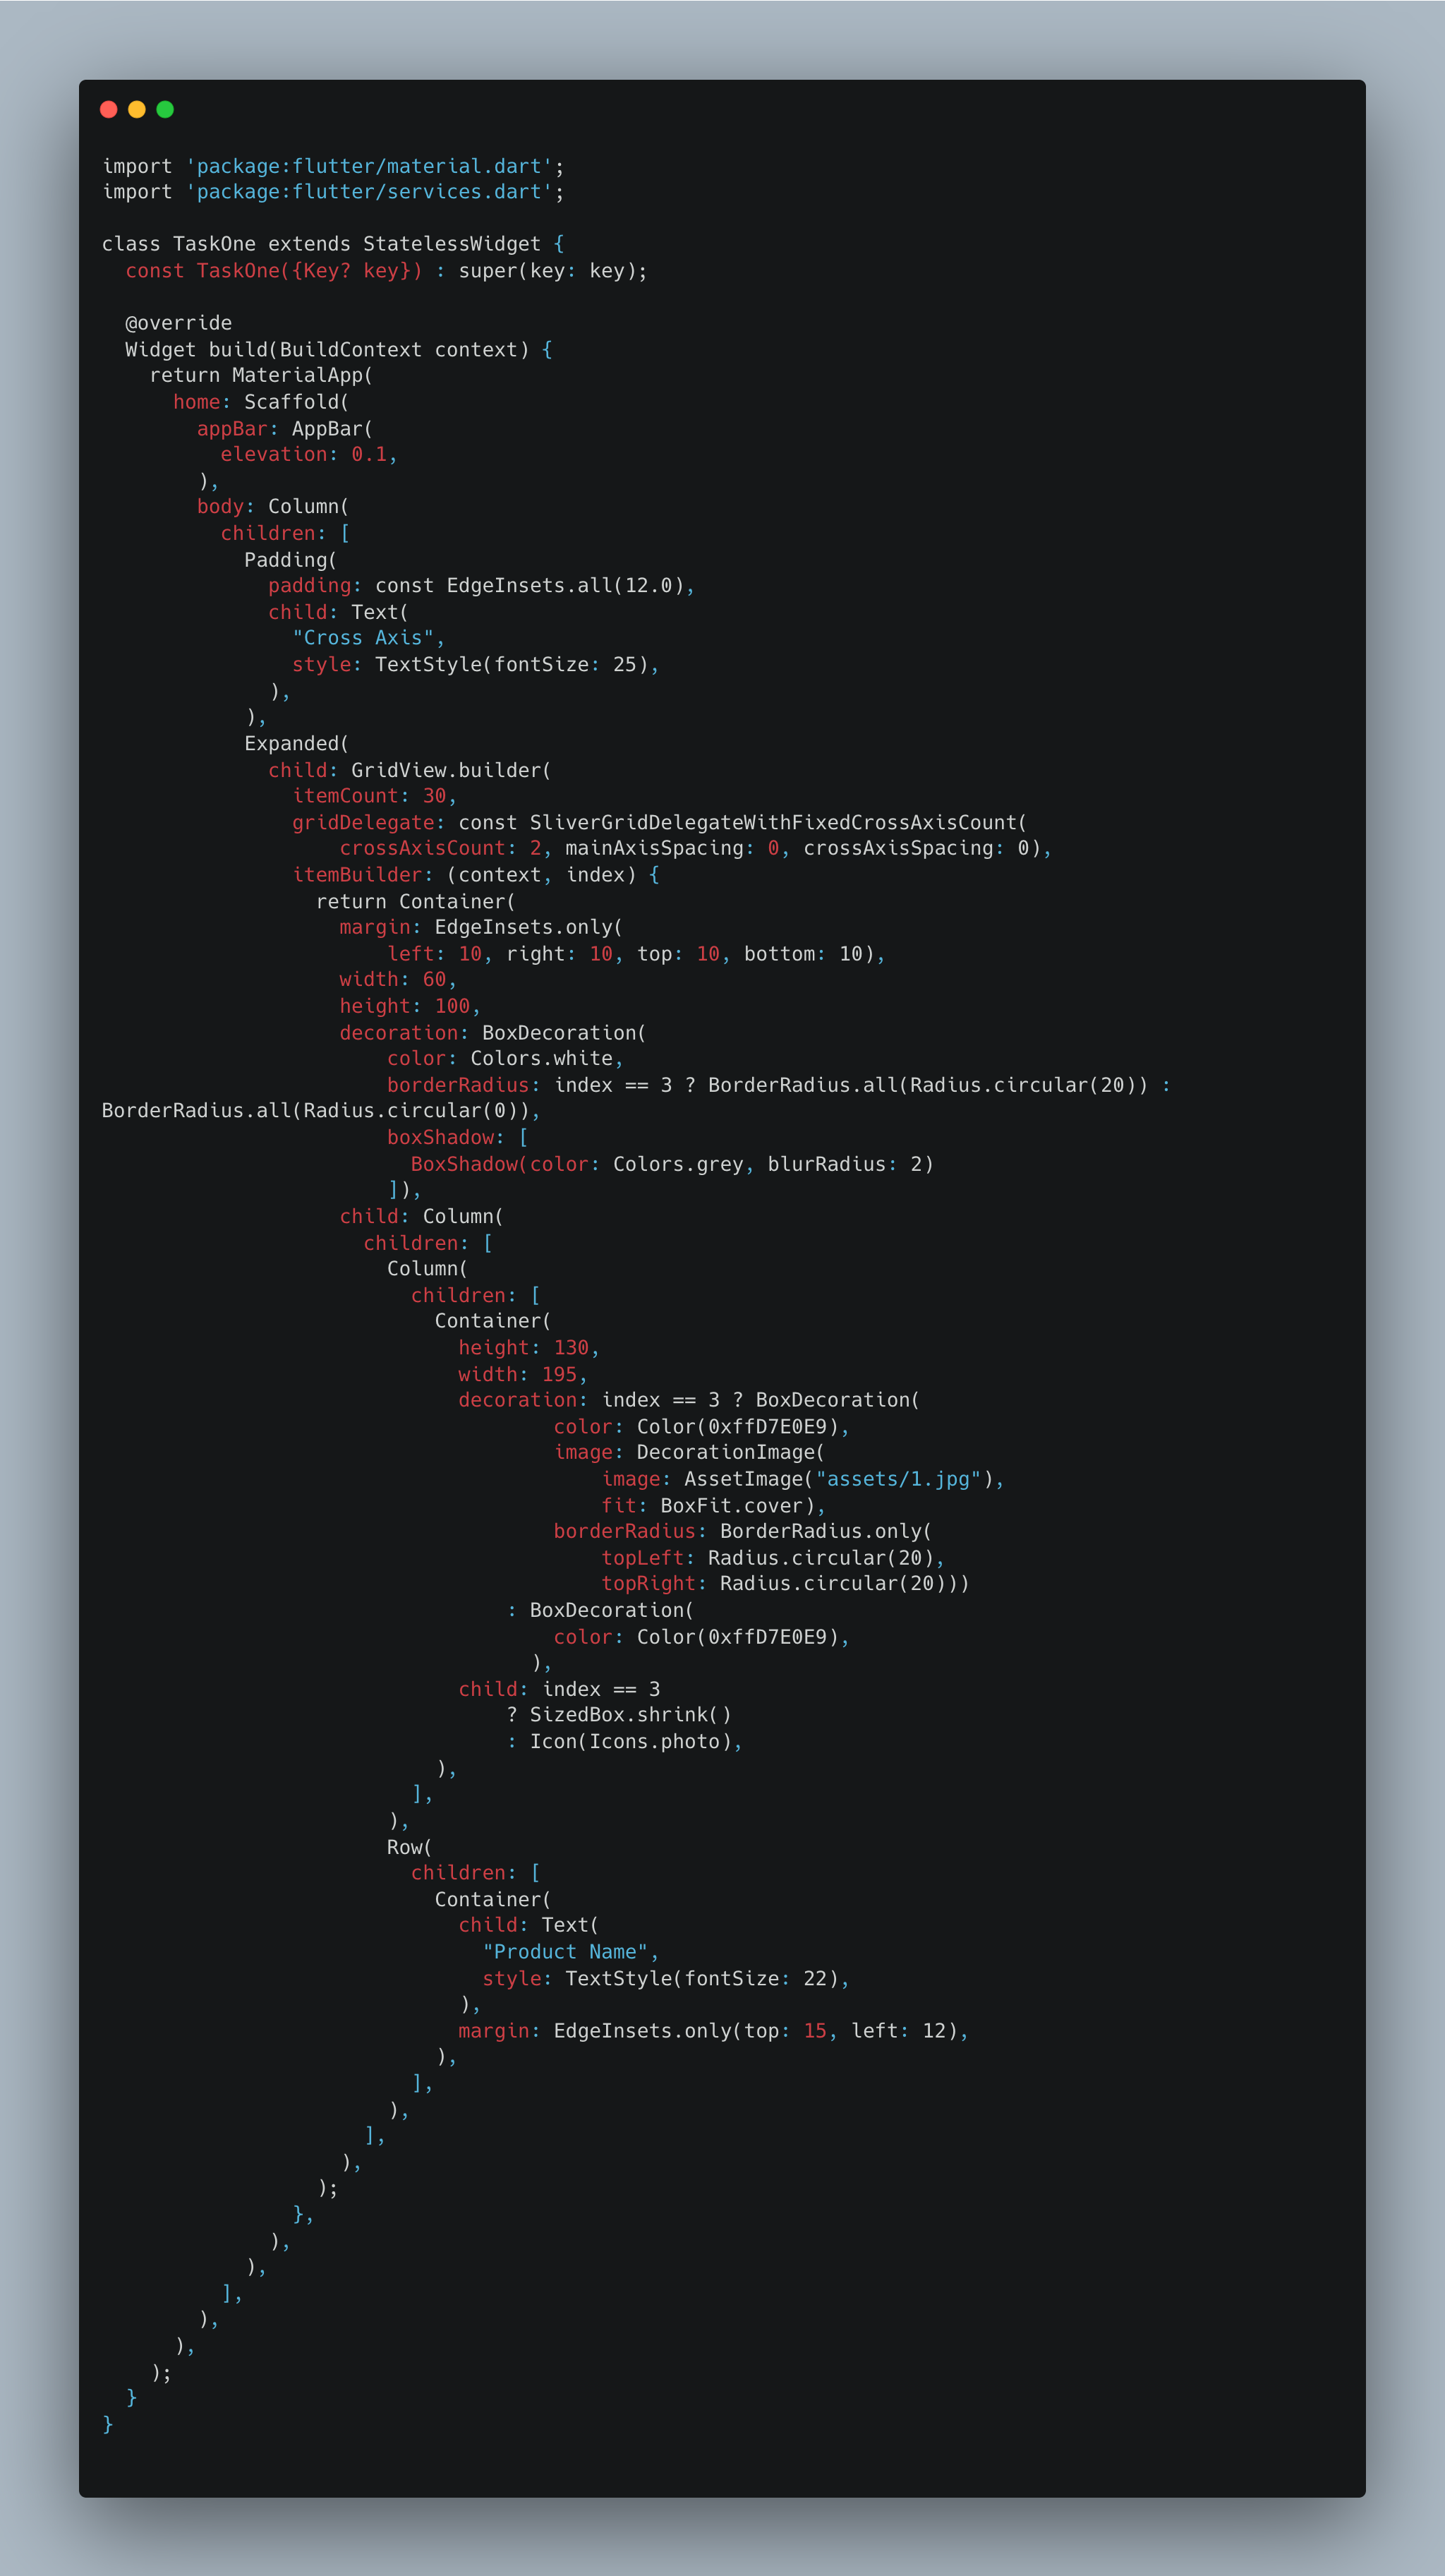 import 'package:flutter/material.dart';
import 'package:flutter/services.dart';

class TaskOne extends StatelessWidget {
  const TaskOne({Key? key}) : super(key: key);

  @override
  Widget build(BuildContext context) {
    return MaterialApp(
      home: Scaffold(
        appBar: AppBar(
          elevation: 0.1,
        ),
        body: Column(
          children: [
            Padding(
              padding: const EdgeInsets.all(12.0),
              child: Text(
                "Cross Axis",
                style: TextStyle(fontSize: 25),
              ),
            ),
            Expanded(
              child: GridView.builder(
                itemCount: 30,
                gridDelegate: const SliverGridDelegateWithFixedCrossAxisCount(
                    crossAxisCount: 2, mainAxisSpacing: 0, crossAxisSpacing: 0),
                itemBuilder: (context, index) {
                  return Container(
                    margin: EdgeInsets.only(
                        left: 10, right: 10, top: 10, bottom: 10),
                    width: 60,
                    height: 100,
                    decoration: BoxDecoration(
                        color: Colors.white,
                        borderRadius: index == 3 ? BorderRadius.all(Radius.circular(20)) :
BorderRadius.all(Radius.circular(0)),
                        boxShadow: [
                          BoxShadow(color: Colors.grey, blurRadius: 2)
                        ]),
                    child: Column(
                      children: [
                        Column(
                          children: [
                            Container(
                              height: 130,
                              width: 195,
                              decoration: index == 3 ? BoxDecoration(
                                      color: Color(0xffD7E0E9),
                                      image: DecorationImage(
                                          image: AssetImage("assets/1.jpg"),
                                          fit: BoxFit.cover),
                                      borderRadius: BorderRadius.only(
                                          topLeft: Radius.circular(20),
                                          topRight: Radius.circular(20)))
                                  : BoxDecoration(
                                      color: Color(0xffD7E0E9),
                                    ),
                              child: index == 3
                                  ? SizedBox.shrink()
                                  : Icon(Icons.photo),
                            ),
                          ],
                        ),
                        Row(
                          children: [
                            Container(
                              child: Text(
                                "Product Name",
                                style: TextStyle(fontSize: 22),
                              ),
                              margin: EdgeInsets.only(top: 15, left: 12),
                            ),
                          ],
                        ),
                      ],
                    ),
                  );
                },
              ),
            ),
          ],
        ),
      ),
    );
  }
}